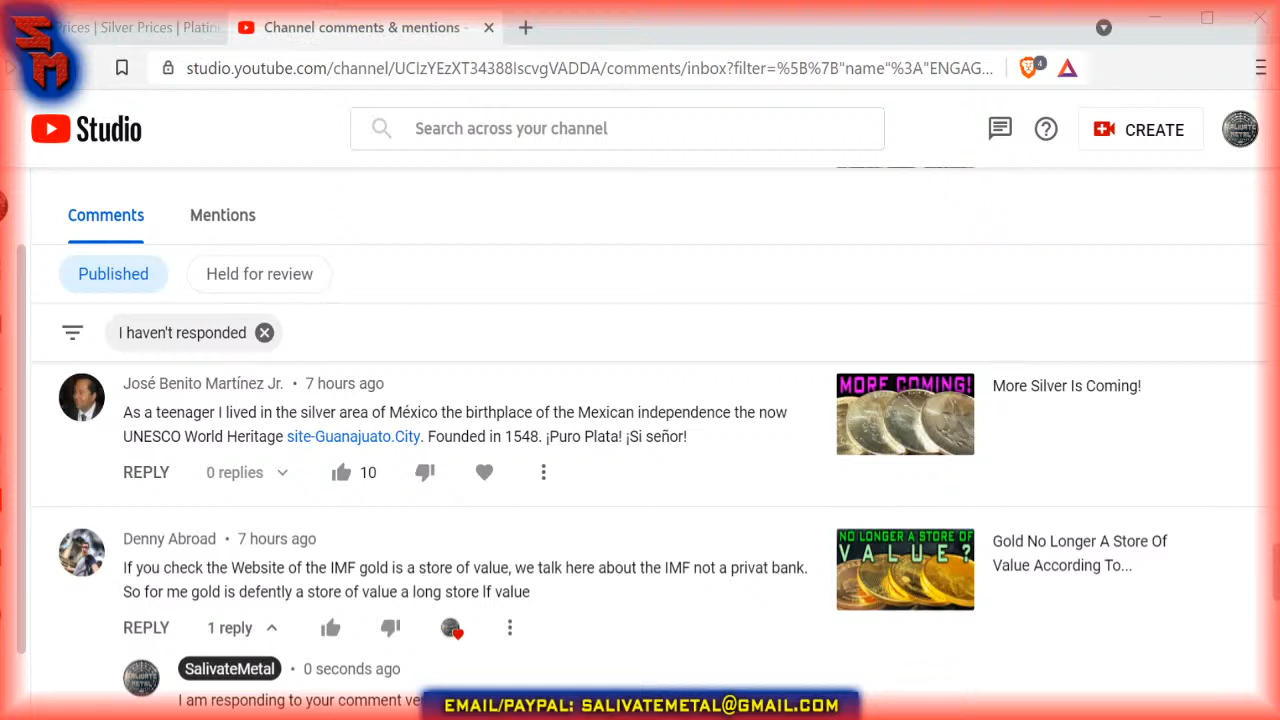 SM
Prices | Silver Prices | Platin
Channel comments & mentions -
studio.youtube.com/channel/UCIzYEzXT34388lscvgVADDA/comments/inbox?filter=%5B%7B"name"%3A"ENGAG...
4
Studio
Search across your channel
CREATE
Comments
Mentions
Published
Held for review
I haven't responded
José Benito Martínez Jr. • 7 hours ago
As a teenager I lived in the silver area of México the birthplace of the Mexican independence the now
UNESCO World Heritage site-Guanajuato.City. Founded in 1548. ¡Puro Plata! ¡Si señor!
REPLY 0 replies 10
MORE COMING!
More Silver Is Coming!
Denny Abroad • 7 hours ago
If you check the Website of the IMF gold is a store of value, we talk here about the IMF not a privat bank.
So for me gold is defently a store of value a long store lf value
REPLY 1 reply
NO LONGER A STORE OF
VALUE?
Gold No Longer A Store Of
Value According To...
SalivateMetal • 0 seconds ago
I am responding to your comment ve
EMAIL/PAYPAL: SALIVATEMETAL@GMAIL.COM